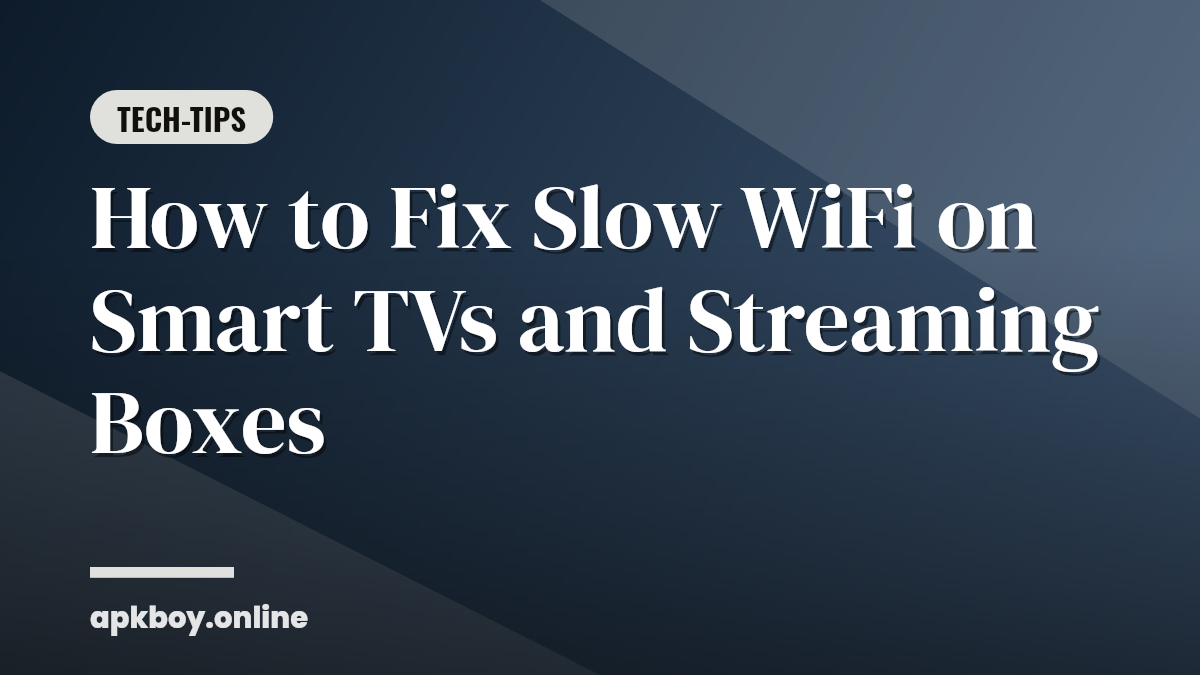 TECH-TIPS
How to Fix Slow WiFi on
Smart TVs and Streaming
Boxes
apkboy.online